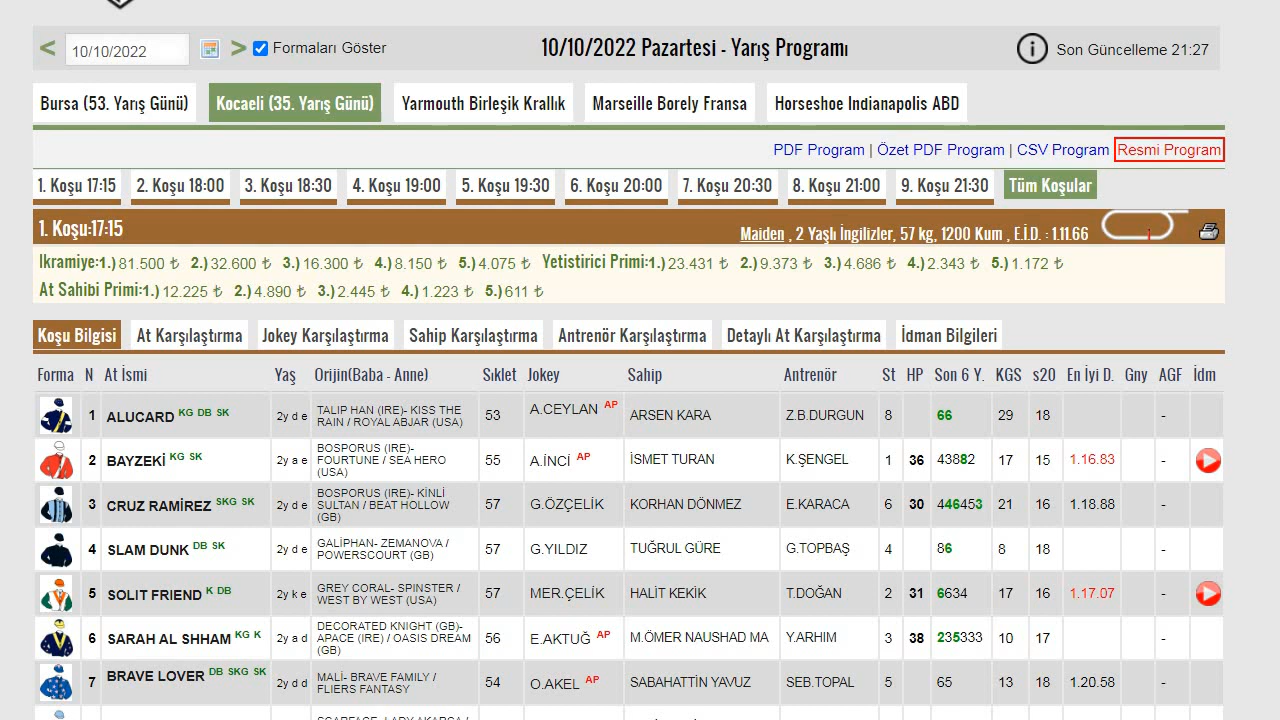 < 10/10/2022 > Formaları Göster 10/10/2022 Pazartesi - Yarış Programı Son Güncelleme 21:27
Bursa (53. Yarış Günü) Kocaeli (35. Yarış Günü) Yarmouth Birleşik Krallık Marseille Borely Fransa Horseshoe Indianapolis ABD
PDF Program | Özet PDF Program | CSV Program Resmi Program
1. Koşu 17:15 2. Koşu 18:00 3. Koşu 18:30 4. Koşu 19:00 5. Koşu 19:30 6. Koşu 20:00 7. Koşu 20:30 8. Koşu 21:00 9. Koşu 21:30 Tüm Koşular
1. Koşu:17:15 Maiden , 2 Yaşlı İngilizler, 57 kg, 1200 Kum , E.İ.D. : 1.11.66
Ikramiye:1.) 81.500 ₺ 2.) 32.600 ₺ 3.) 16.300 ₺ 4.) 8.150 ₺ 5.) 4.075 ₺ Yetistirici Primi:1.) 23.431 ₺ 2.) 9.373 ₺ 3.) 4.686 ₺ 4.) 2.343 ₺ 5.) 1.172 ₺
At Sahibi Primi:1.) 12.225 ₺ 2.) 4.890 ₺ 3.) 2.445 ₺ 4.) 1.223 ₺ 5.) 611 ₺
Koşu Bilgisi At Karşılaştırma Jokey Karşılaştırma Sahip Karşılaştırma Antrenör Karşılaştırma Detaylı At Karşılaştırma İdman Bilgileri
Forma N At İsmi Yaş Orijin(Baba - Anne) Sıklet Jokey Sahip Antrenör St HP Son 6 Y. KGS s20 En İyi D. Gny AGF İdm
1 ALUCARD KG DB SK 2y d e TALIP HAN (IRE)- KISS THE RAIN / ROYAL ABJAR (USA) 53 A.CEYLAN AP ARSEN KARA Z.B.DURGUN 8 66 29 18 -
2 BAYZEKİ KG SK 2y a e BOSPORUS (IRE)- FOURTUNE / SEA HERO (USA) 55 A.İNCİ AP İSMET TURAN K.ŞENGEL 1 36 43882 17 15 1.16.83 -
3 CRUZ RAMİREZ SKG SK 2y d e BOSPORUS (IRE)- KİNLİ SULTAN / BEAT HOLLOW (GB) 57 G.ÖZÇELİK KORHAN DÖNMEZ E.KARACA 6 30 446453 21 16 1.18.88 -
4 SLAM DUNK DB SK 2y d e GALİPHAN- ZEMANOVA / POWERSCOURT (GB) 57 G.YILDIZ TUĞRUL GÜRE G.TOPBAŞ 4 86 8 18 -
5 SOLIT FRIEND K DB 2y k e GREY CORAL- SPINSTER / WEST BY WEST (USA) 57 MER.ÇELİK HALİT KEKİK T.DOĞAN 2 31 6634 17 16 1.17.07 -
6 SARAH AL SHHAM KG K 2y a d DECORATED KNIGHT (GB)- APACE (IRE) / OASIS DREAM (GB) 56 E.AKTUĞ AP M.ÖMER NAUSHAD MA Y.ARHIM 3 38 235333 10 17 -
7 BRAVE LOVER DB SKG SK 2y d d MALİ- BRAVE FAMILY / FLIERS FANTASY 54 O.AKEL AP SABAHATTİN YAVUZ SEB.TOPAL 5 65 13 18 1.20.58 -